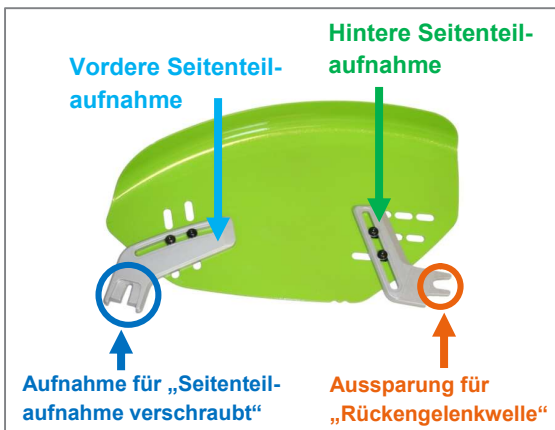 Vordere Seitenteil-
aufnahme
Hintere Seitenteil-
aufnahme
Aufnahme für „Seitenteil-
aufnahme verschraubt“
Aussparung für
„Rückengelenkwelle“